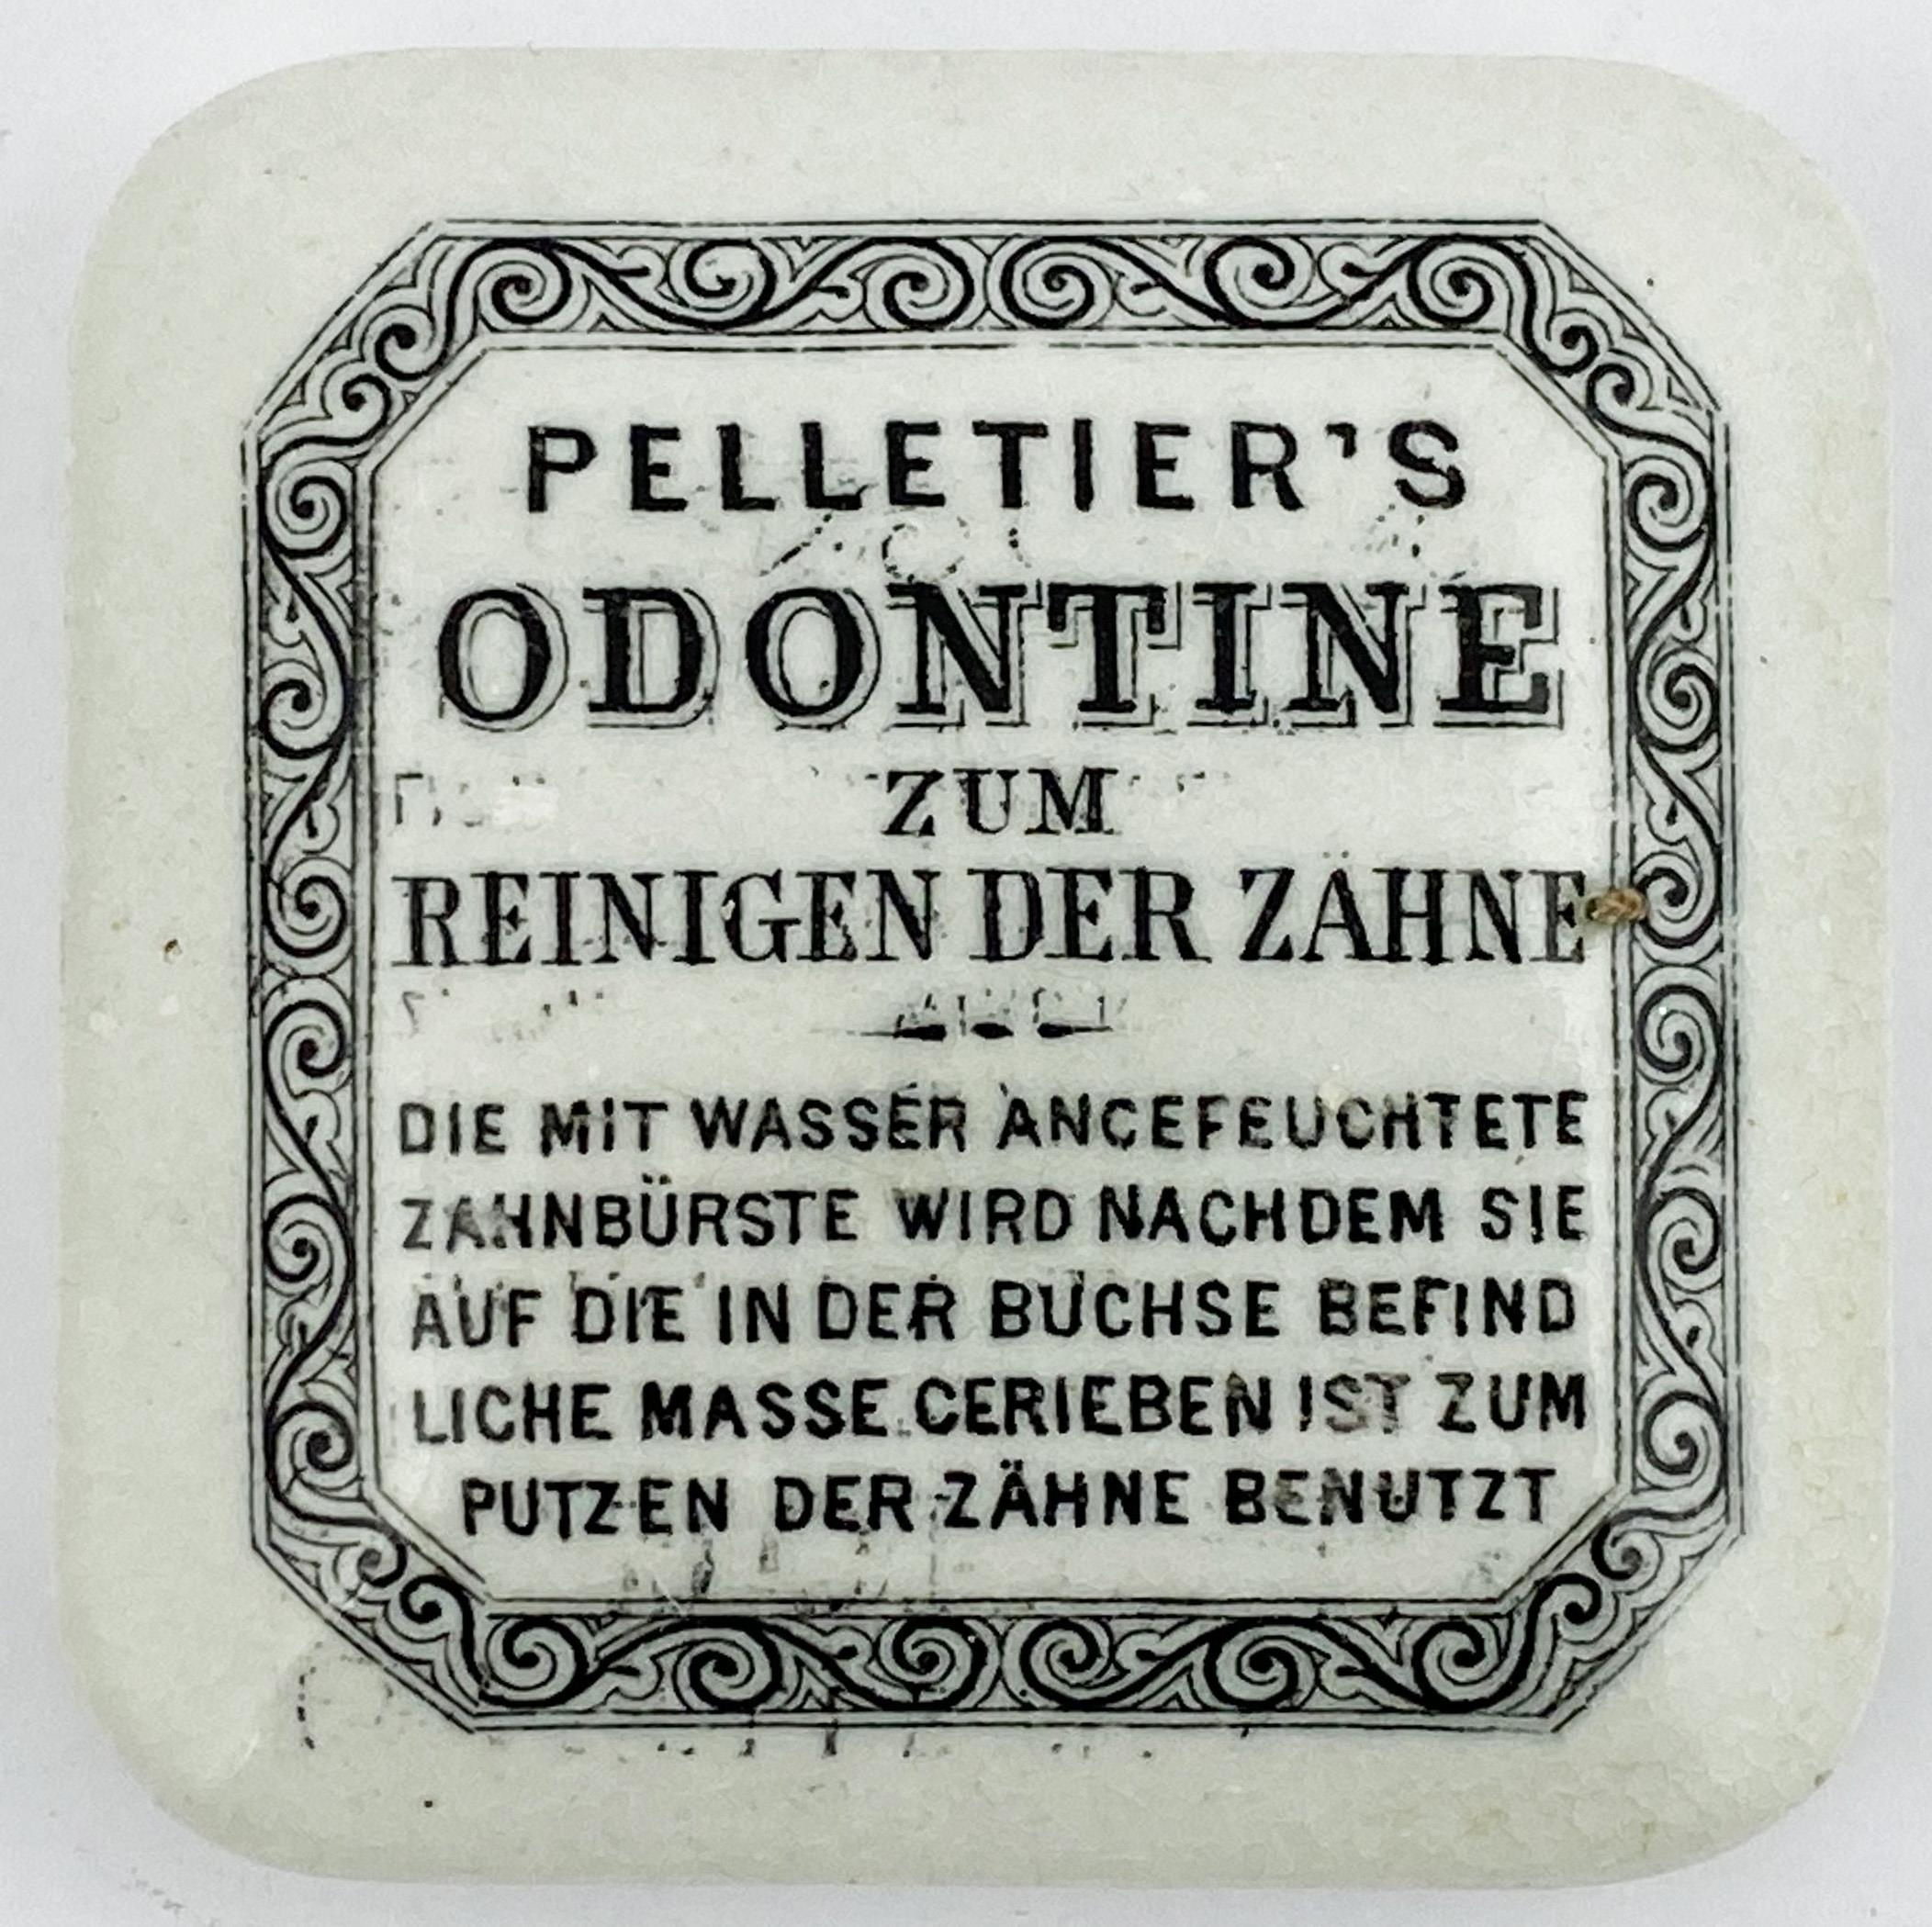 PELLETIER'S
ODONTINE
ZUM
REINIGEN DER ZÄHNE
DIE MIT WASSER ANCEFEUCHTETE
ZAHNBÜRSTE WIRD NACHDEM SIE
AUF DIE IN DER BUCHSE BEFIND
LICHE MASSE CERIEBEN IST ZUM
PUTZEN DER ZÄHNE BENUTZT